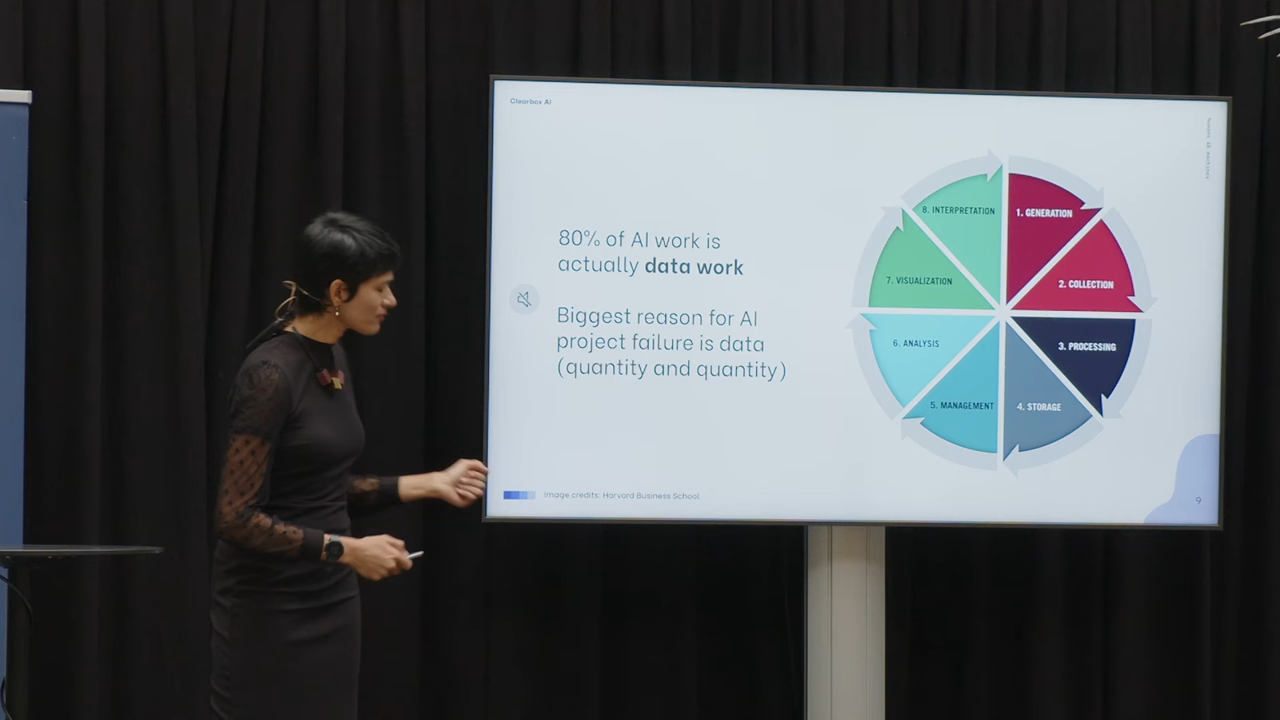 Clearbox AI
80% of AI work is
actually data work
Biggest reason for AI
project failure is data
(quantity and quantity)
8. INTERPRETATION
1. GENERATION
7. VISUALIZATION
2. COLLECTION
6. ANALYSIS
3. PROCESSING
5. MANAGEMENT
4. STORAGE
Image credits: Harvard Business School
9